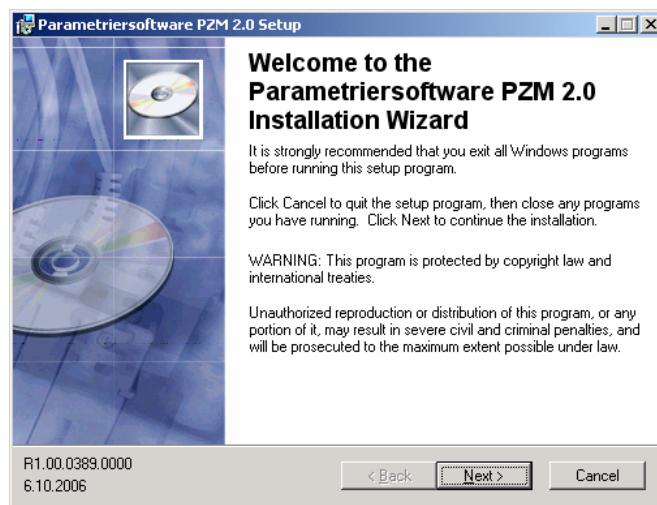 Parametriersoftware PZM 2.0 Setup
Welcome to the
Parametriersoftware PZM 2.0
Installation Wizard
It is strongly recommended that you exit all Windows programs
before running this setup program.
Click Cancel to quit the setup program, then close any programs
you have running. Click Next to continue the installation.
WARNING: This program is protected by copyright law and
international treaties.
Unauthorized reproduction or distribution of this program, or any
portion of it, may result in severe civil and criminal penalties, and
will be prosecuted to the maximum extent possible under law.
R1.00.0389.0000
6.10.2006
< Back
Next >
Cancel